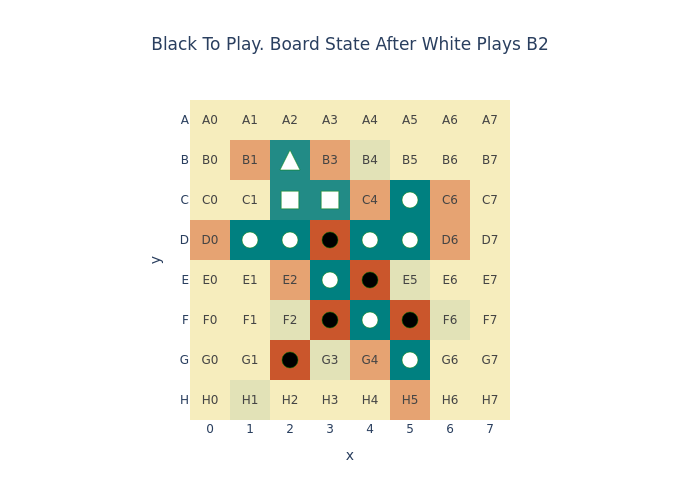 Black To Play. Board State After White Plays B2
A A0 A1 A2 A3 A4 A5 A6 A7
B B0 B1 B3 B4 B5 B6 B7
C C0 C1 C4 C6 C7
D D0 D6 D7
E E0 E1 E2 E5 E6 E7
F F0 F1 F2 F6 F7
G G0 G1 G3 G4 G6 G7
H H0 H1 H2 H3 H4 H5 H6 H7
0 1 2 3 4 5 6 7
x
y